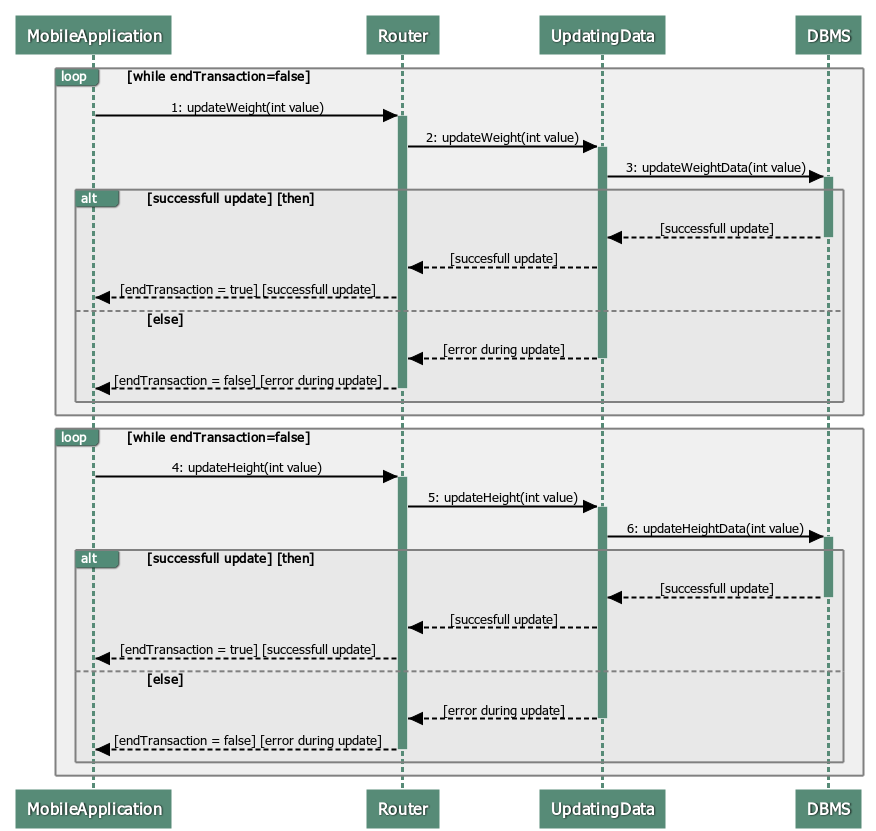 MobileApplication Router UpdatingData DBMS
loop [while endTransaction=false]
1: updateWeight(int value)
2: updateWeight(int value)
3: updateWeightData(int value)
alt [successfull update] [then]
[successfull update]
[succesfull update]
[endTransaction = true] [successfull update]
[else]
[error during update]
[endTransaction = false] [error during update]
loop [while endTransaction=false]
4: updateHeight(int value)
5: updateHeight(int value)
6: updateHeightData(int value)
alt [successfull update] [then]
[successfull update]
[succesfull update]
[endTransaction = true] [successfull update]
[else]
[error during update]
[endTransaction = false] [error during update]
MobileApplication Router UpdatingData DBMS